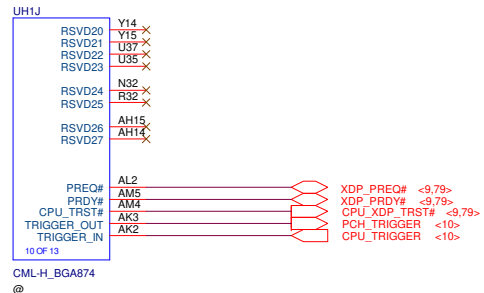 UH1J
RSVD20 Y14
RSVD21 Y15
RSVD22 U37
RSVD23 U35
RSVD24 N32
RSVD25 R32
RSVD26 AH15
RSVD27 AH14
PREQ# AL2 XDP_PREQ# <9,79>
PRDY# AM5 XDP_PRDY# <9,79>
CPU_TRST# AM4 CPU_XDP_TRST# <9,79>
TRIGGER_OUT AK3 PCH_TRIGGER <10>
TRIGGER_IN AK2 CPU_TRIGGER <10>
10 OF 13
CML-H_BGA874
@